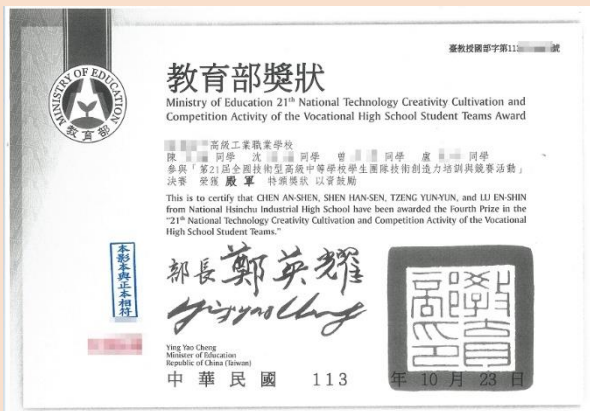 臺教授國部字第11 號
MINISTRY OF EDUCATION
教育部
教育部獎狀
Ministry of Education 21th National Technology Creativity Cultivation and
Competition Activity of the Vocational High School Student Teams Award
高級工業職業學校
陳 同學 沈 同學 曾 同學 盧 同學
參與「第21屆全國技術型高級中等學校學生團隊技術創造力培訓與競賽活動」
決賽 榮獲 殿軍 特頒獎狀 以資鼓勵
This is to certify that CHEN AN-SHEN, SHEN HAN-SEN, TZENG YUN-YUN, and LU EN-SHIN
from National Hsinchu Industrial High School have been awarded the Fourth Prize in the
"21th National Technology Creativity Cultivation and Competition Activity of the Vocational
High School Student Teams."
本影本與正本相符
部長鄭英耀
Ying Yao Cheng
Ying Yao Cheng
Minister of Education
Republic of China (Taiwan)
教育部印
中華民國 113 年 10 月 23 日